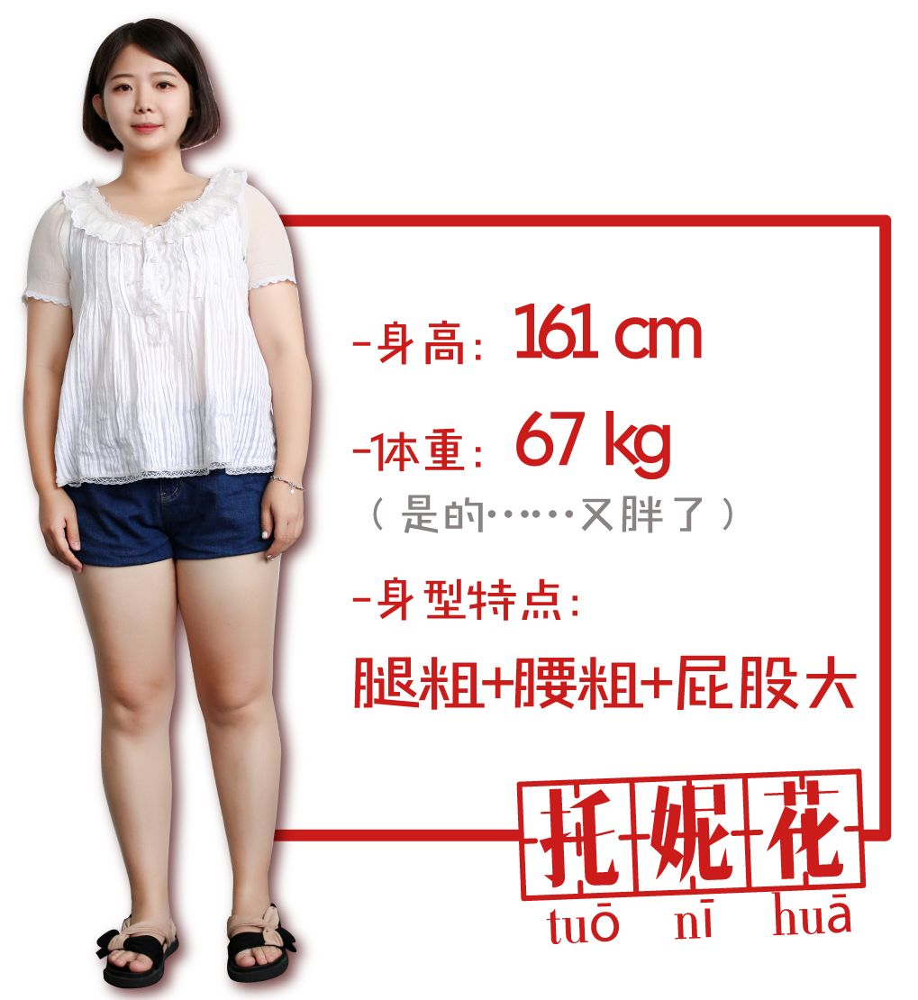 -身高：161 cm
-体重：67 kg
（是的……又胖了）
-身型特点：
腿粗+腰粗+屁股大
托妮花
tuō nī huā